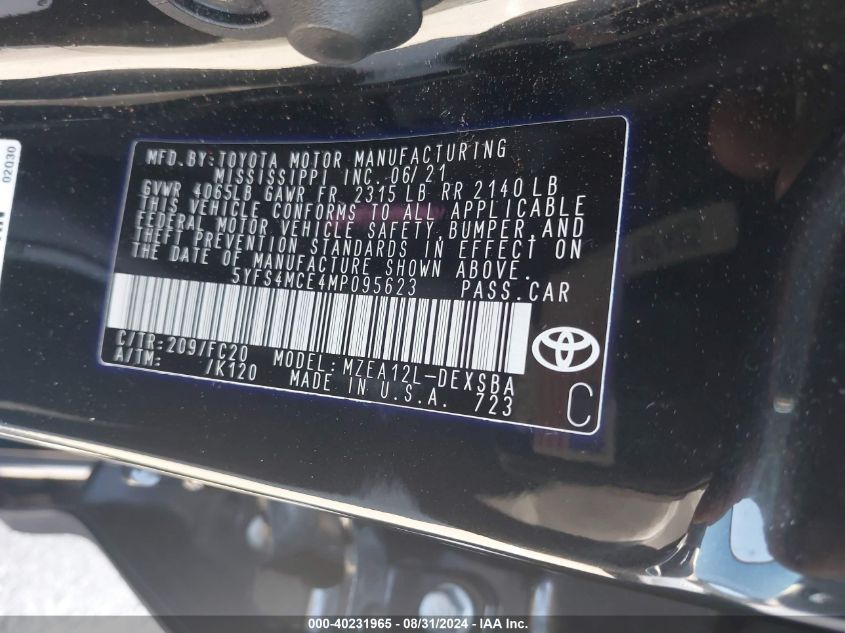 MFD. BY: TOYOTA MOTOR MANUFACTURING
MISSISSIPPI INC. 06/21
GVWR 4065LB GAWR FR. 2315 LB RR 2140 LB
THIS VEHICLE CONFORMS TO ALL APPLICABLE
FEDERAL MOTOR VEHICLE SAFETY, BUMPER, AND
THEFT PREVENTION STANDARDS IN EFFECT ON
THE DATE OF MANUFACTURE SHOWN ABOVE.
5YFS4MCE4MP095623 PASS. CAR
C/TR: 209/FC20 MODEL: MZEA12L-DEXSBA
A/TM: /K120 MADE IN U.S.A. 723
C
02030
000-40231965 - 08/31/2024 - IAA Inc.